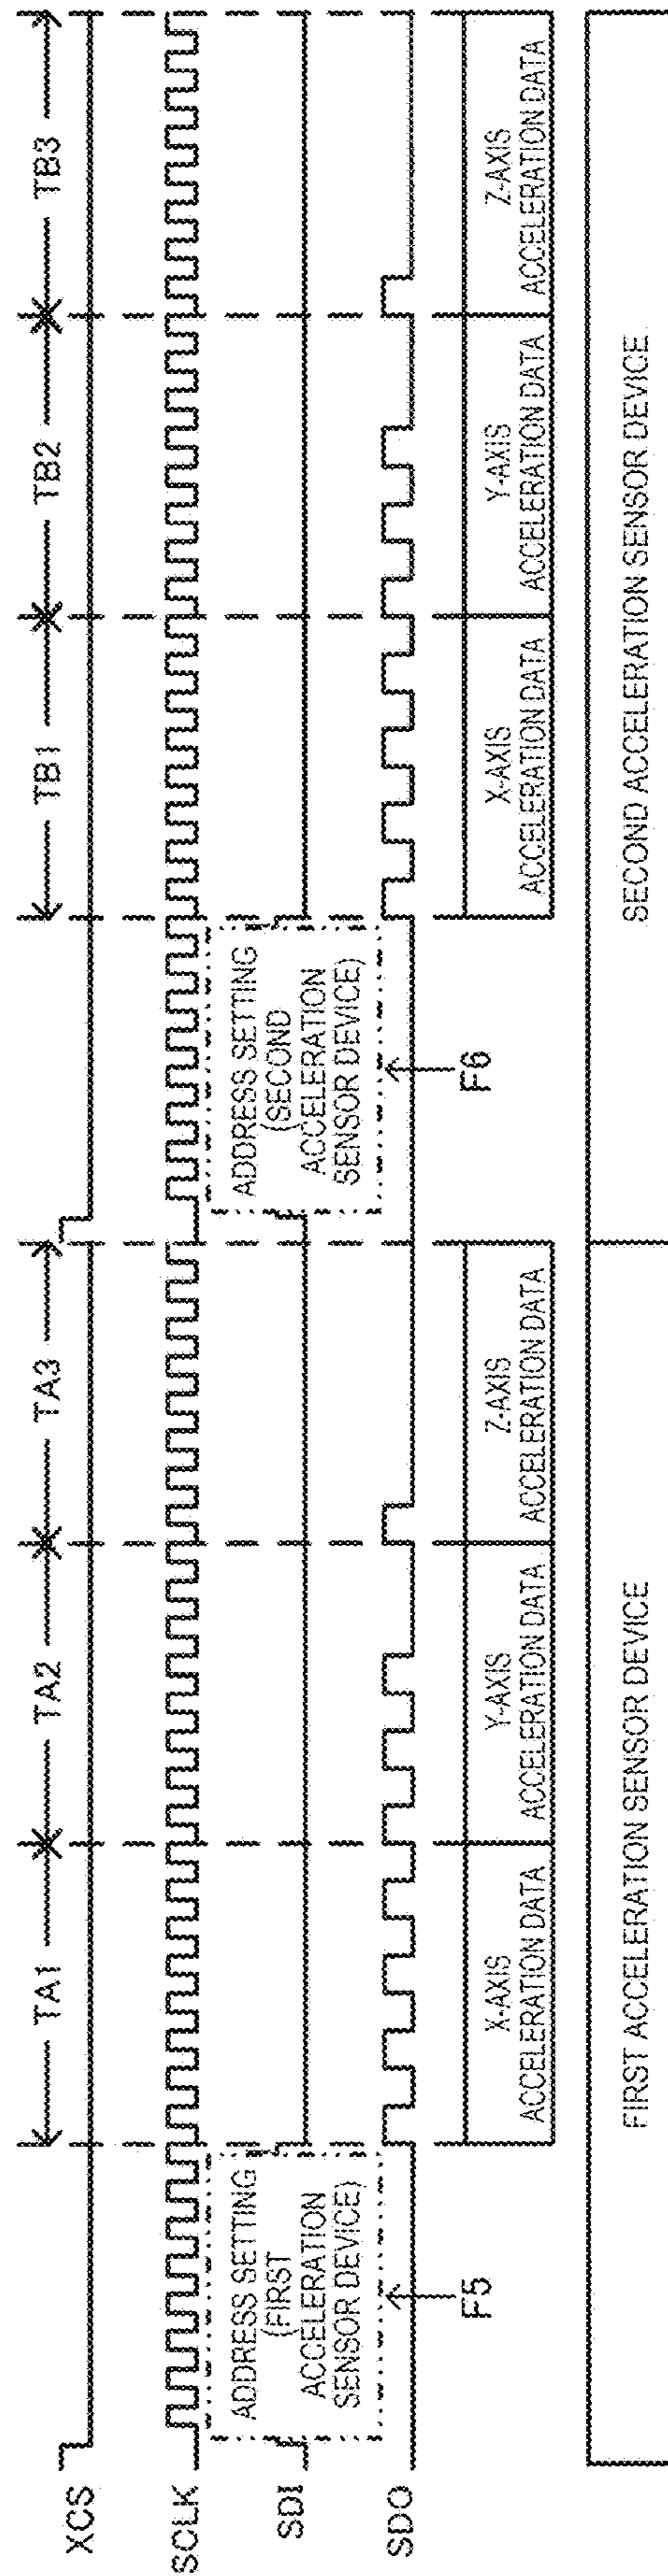 TA1
TA2
TA3
TB1
TB2
TB3
XCS
SCLK
SDI
ADDRESS SETTING
(FIRST
ACCELERATION
SENSOR DEVICE)
ADDRESS SETTING
(SECOND
ACCELERATION
SENSOR DEVICE)
SDO
F5
F6
X-AXIS
ACCELERATION DATA
Y-AXIS
ACCELERATION DATA
Z-AXIS
ACCELERATION DATA
X-AXIS
ACCELERATION DATA
Y-AXIS
ACCELERATION DATA
Z-AXIS
ACCELERATION DATA
FIRST ACCELERATION SENSOR DEVICE
SECOND ACCELERATION SENSOR DEVICE